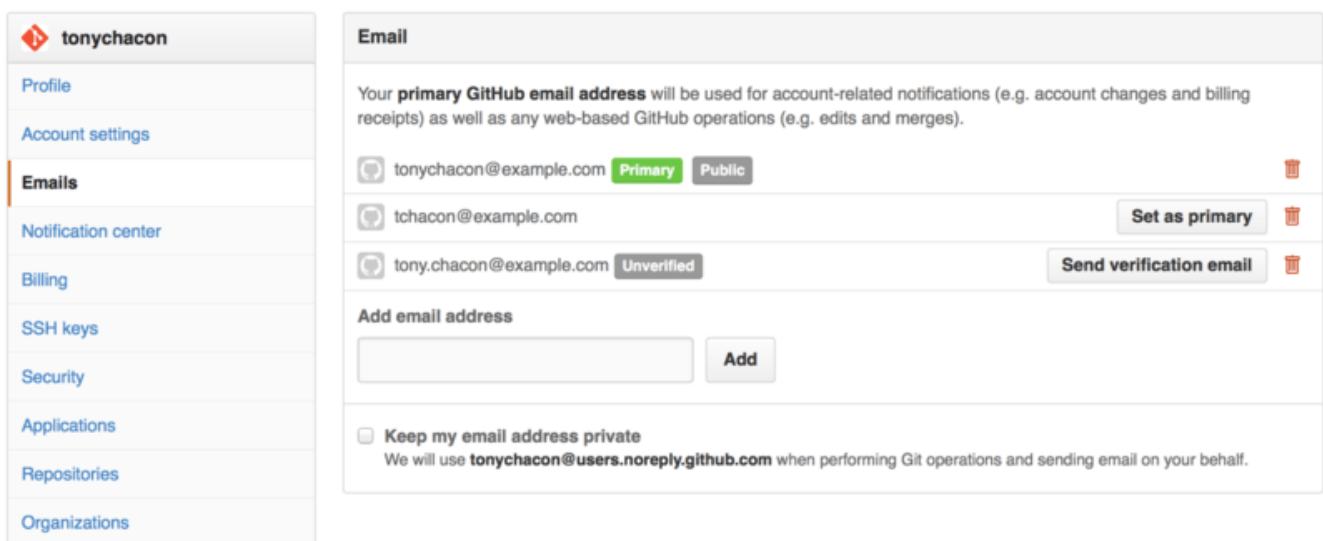 tonychacon
Profile
Account settings
Emails
Notification center
Billing
SSH keys
Security
Applications
Repositories
Organizations
Email
Your primary GitHub email address will be used for account-related notifications (e.g. account changes and billing
receipts) as well as any web-based GitHub operations (e.g. edits and merges).
tonychacon@example.com Primary Public
tchacon@example.com Set as primary
tony.chacon@example.com Unverified Send verification email
Add email address
Add
Keep my email address private
We will use tonychacon@users.noreply.github.com when performing Git operations and sending email on your behalf.